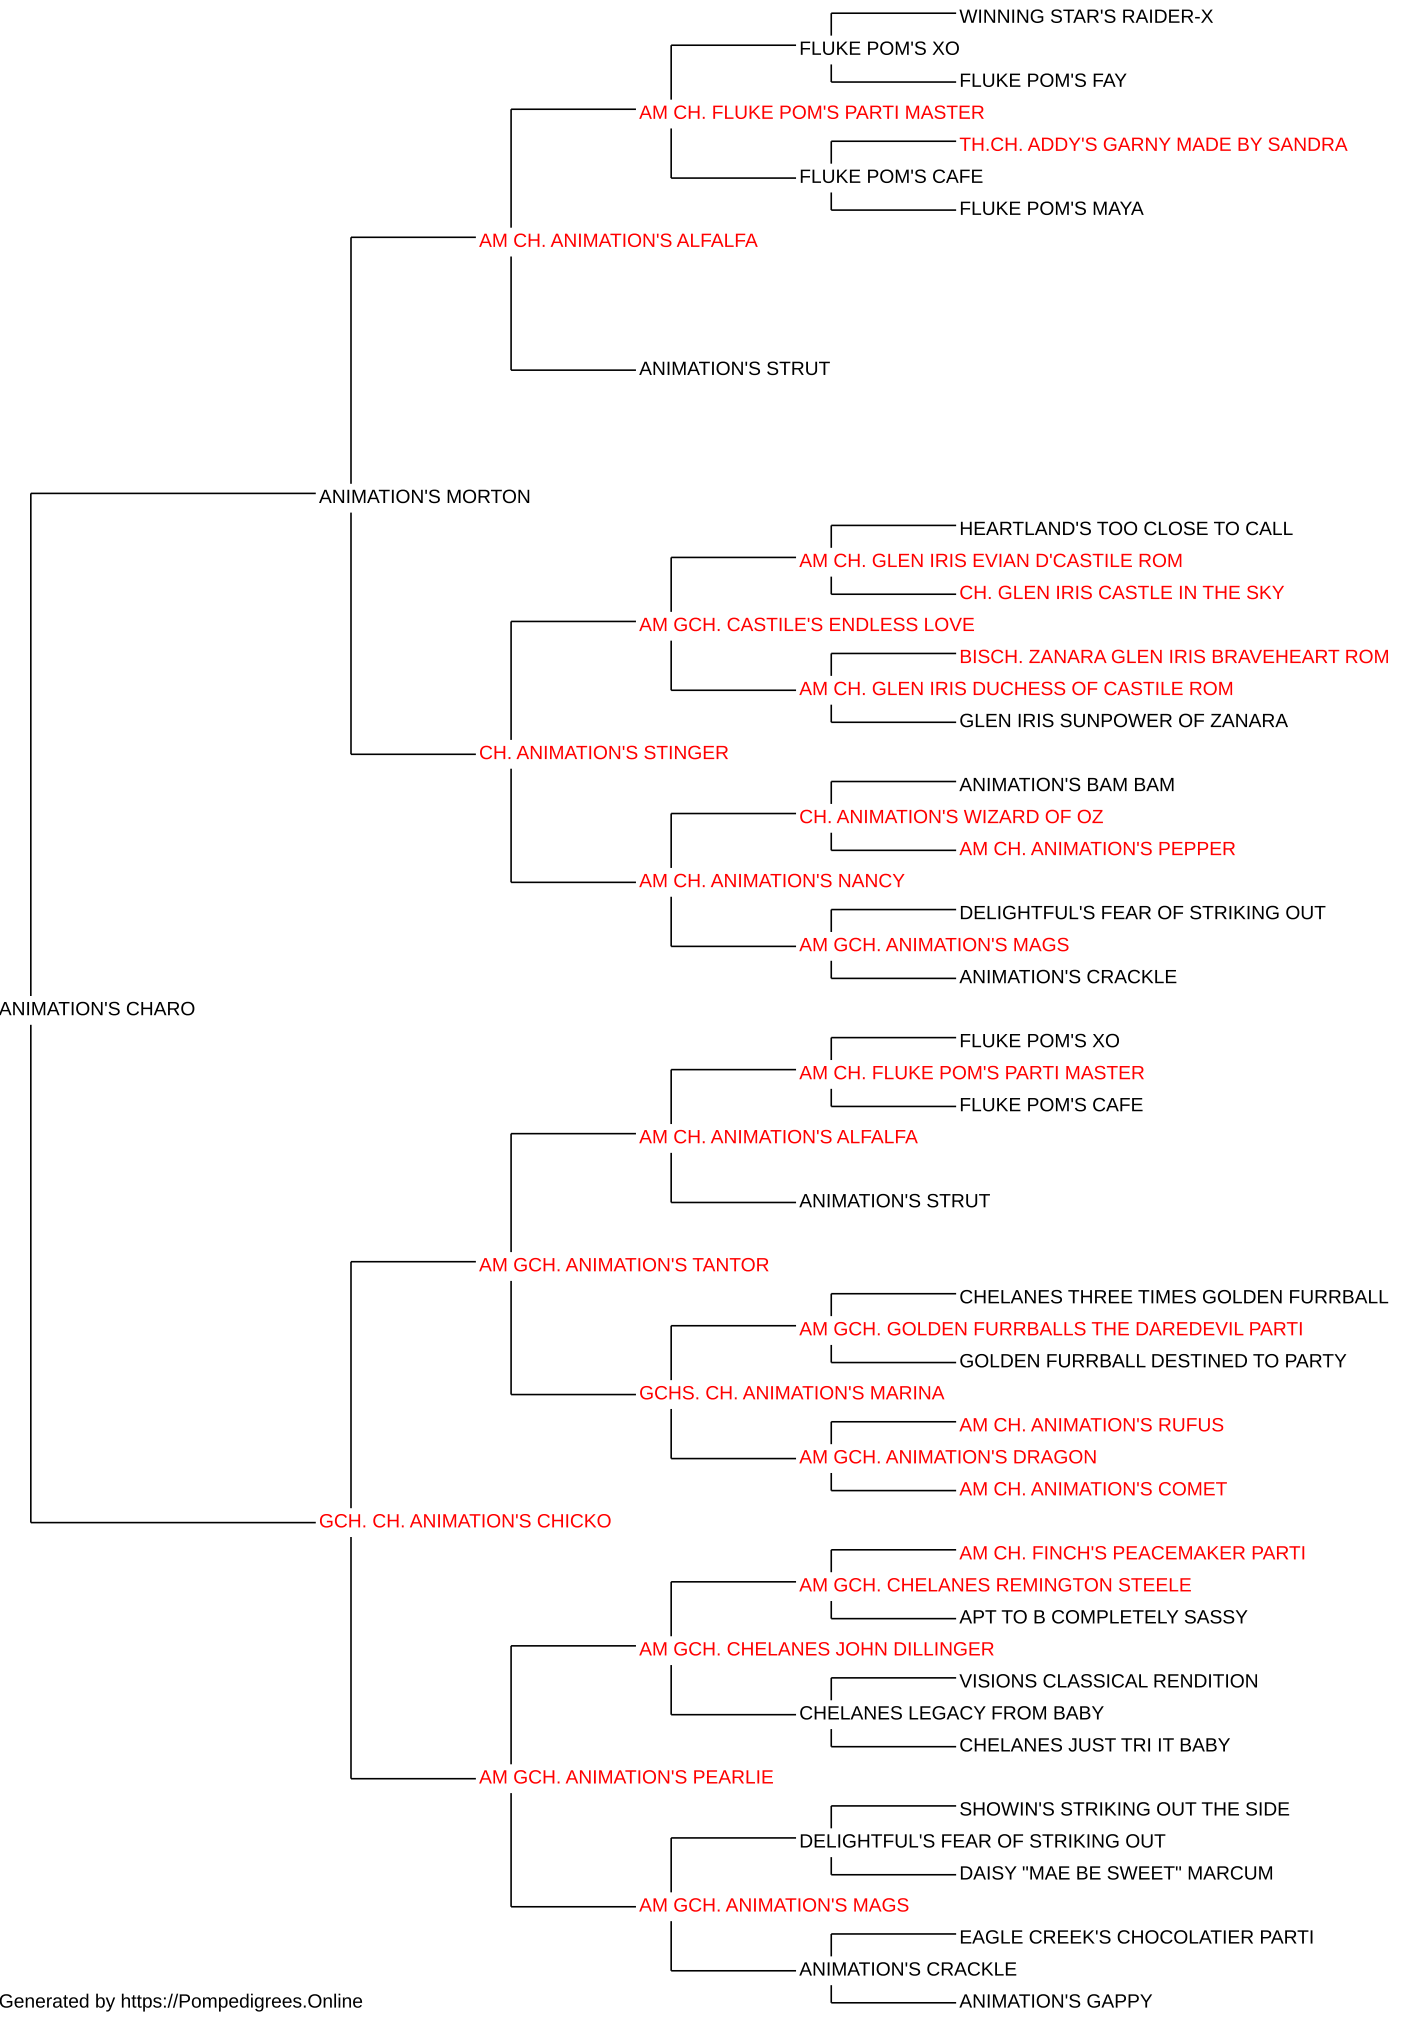 WINNING STAR'S RAIDER-X
FLUKE POM'S XO
FLUKE POM'S FAY
AM CH. FLUKE POM'S PARTI MASTER
TH.CH. ADDY'S GARNY MADE BY SANDRA
FLUKE POM'S CAFE
FLUKE POM'S MAYA
AM CH. ANIMATION'S ALFALFA
ANIMATION'S STRUT
ANIMATION'S MORTON
HEARTLAND'S TOO CLOSE TO CALL
AM CH. GLEN IRIS EVIAN D'CASTILE ROM
CH. GLEN IRIS CASTLE IN THE SKY
AM GCH. CASTILE'S ENDLESS LOVE
BISCH. ZANARA GLEN IRIS BRAVEHEART ROM
AM CH. GLEN IRIS DUCHESS OF CASTILE ROM
GLEN IRIS SUNPOWER OF ZANARA
CH. ANIMATION'S STINGER
ANIMATION'S BAM BAM
CH. ANIMATION'S WIZARD OF OZ
AM CH. ANIMATION'S PEPPER
AM CH. ANIMATION'S NANCY
DELIGHTFUL'S FEAR OF STRIKING OUT
AM GCH. ANIMATION'S MAGS
ANIMATION'S CRACKLE
ANIMATION'S CHARO
FLUKE POM'S XO
AM CH. FLUKE POM'S PARTI MASTER
FLUKE POM'S CAFE
AM CH. ANIMATION'S ALFALFA
ANIMATION'S STRUT
AM GCH. ANIMATION'S TANTOR
CHELANES THREE TIMES GOLDEN FURRBALL
AM GCH. GOLDEN FURRBALLS THE DAREDEVIL PARTI
GOLDEN FURRBALL DESTINED TO PARTY
GCHS. CH. ANIMATION'S MARINA
AM CH. ANIMATION'S RUFUS
AM GCH. ANIMATION'S DRAGON
AM CH. ANIMATION'S COMET
GCH. CH. ANIMATION'S CHICKO
AM CH. FINCH'S PEACEMAKER PARTI
AM GCH. CHELANES REMINGTON STEELE
APT TO B COMPLETELY SASSY
AM GCH. CHELANES JOHN DILLINGER
VISIONS CLASSICAL RENDITION
CHELANES LEGACY FROM BABY
CHELANES JUST TRI IT BABY
AM GCH. ANIMATION'S PEARLIE
SHOWIN'S STRIKING OUT THE SIDE
DELIGHTFUL'S FEAR OF STRIKING OUT
DAISY "MAE BE SWEET" MARCUM
AM GCH. ANIMATION'S MAGS
EAGLE CREEK'S CHOCOLATIER PARTI
ANIMATION'S CRACKLE
ANIMATION'S GAPPY
Generated by https://Pompedigrees.Online